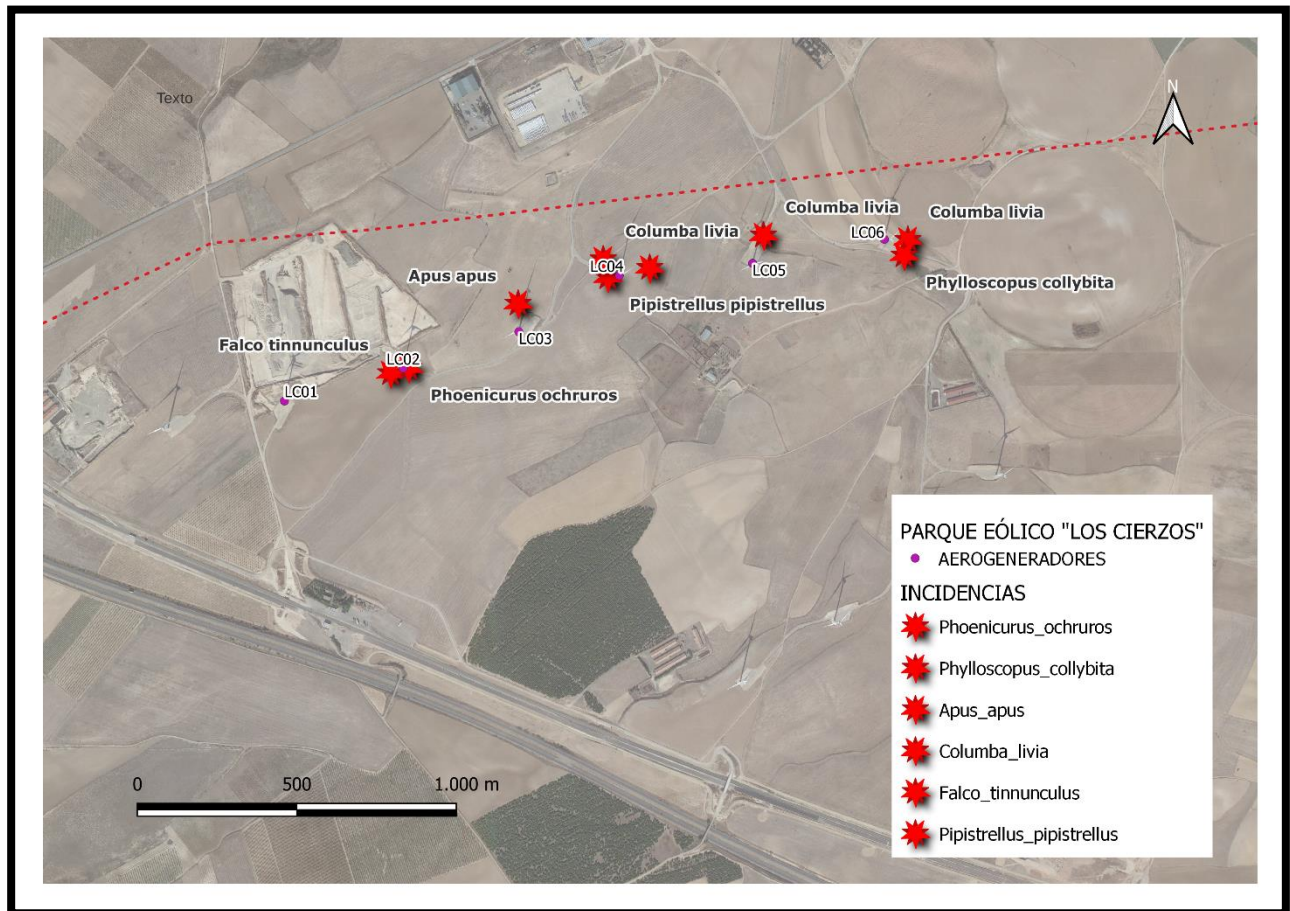 Texto
N
Columba livia
Columba livia
Columba livia
LC06
LC04
LC05
Apus apus
Phylloscopus collybita
Pipistrellus pipistrellus
LC03
Falco tinnunculus
LC02
LC01
Phoenicurus ochruros
PARQUE EÓLICO "LOS CIERZOS"
AEROGENERADORES
INCIDENCIAS
Phoenicurus_ochruros
Phylloscopus_collybita
Apus_apus
Columba_livia
Falco_tinnunculus
Pipistrellus_pipistrellus
0 500 1.000 m